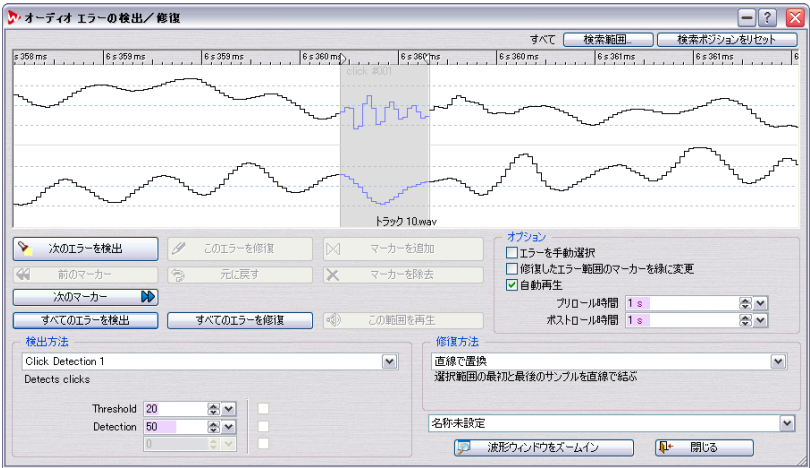 オーディオ エラーの検出/修復
すべて 検索範囲... 検索ポジションをリセット
s 358 ms 6 s 359 ms 6 s 359 ms 6 s 360 ms 6 s 360 ms 6 s 360 ms 6 s 361 ms 6 s 361 ms 6
click #001
トラック 10.wav
次のエラーを検出 このエラーを修復 マーカーを追加
前のマーカー 元に戻す マーカーを除去
次のマーカー
すべてのエラーを検出 すべてのエラーを修復 この範囲を再生
オプション
エラーを手動選択
修復したエラー範囲のマーカーを緑に変更
自動再生
プリロール時間 1 s
ポストロール時間 1 s
検出方法
Click Detection 1
Detects clicks
Threshold 20
Detection 50
0
修復方法
直線で置換
選択範囲の最初と最後のサンプルを直線で結ぶ
名称未設定
波形ウィンドウをズームイン 閉じる